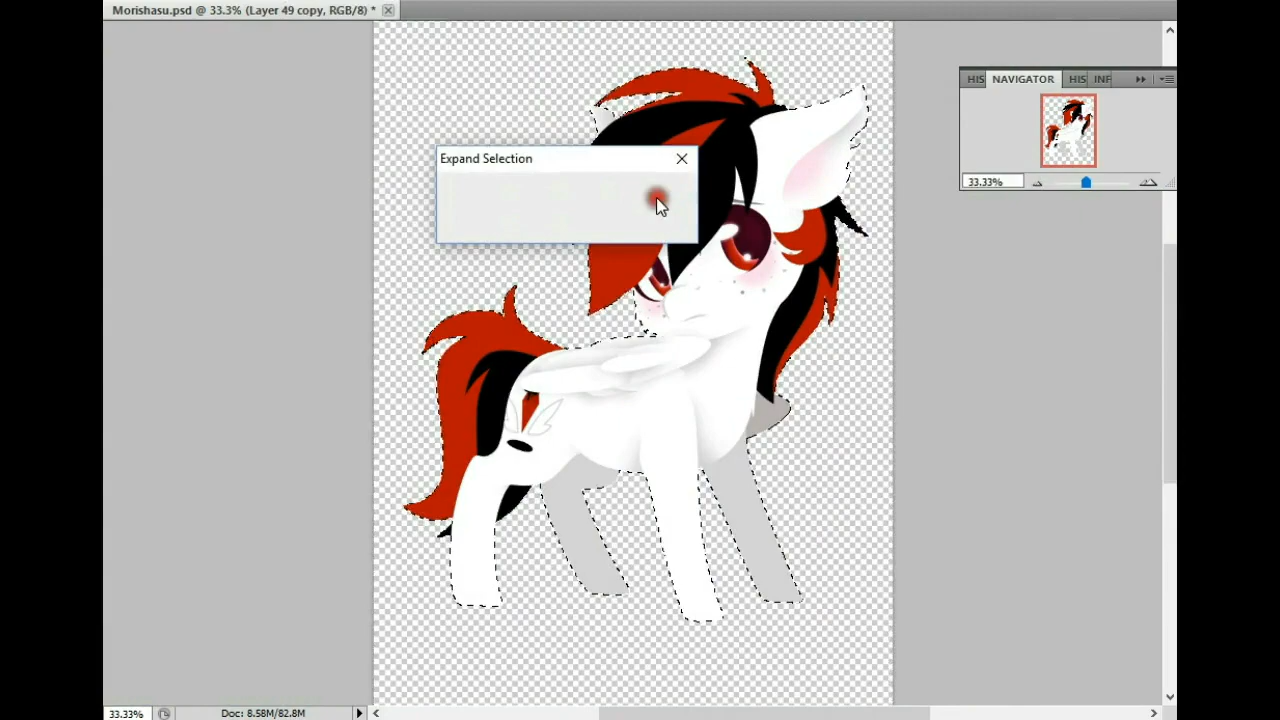 Morishasu.psd @ 33.3% (Layer 49 copy, RGB/8) *
HIS NAVIGATOR HIS INF
33.33%
Expand Selection
33.33% Doc: 8.58M/82.8M